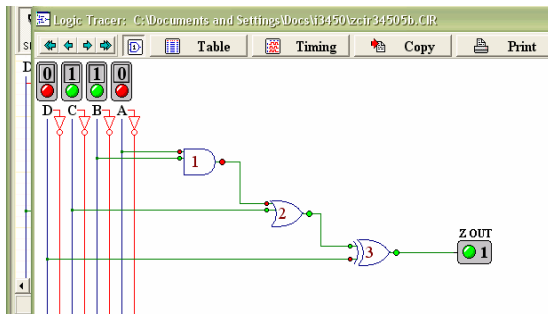 Logic Tracer: C:\Documents and Settings\Docs\i3450\zcir34505b.CIR
Table Timing Copy Print
0 1 1 0
D C B A
1
2
3
Z OUT
1